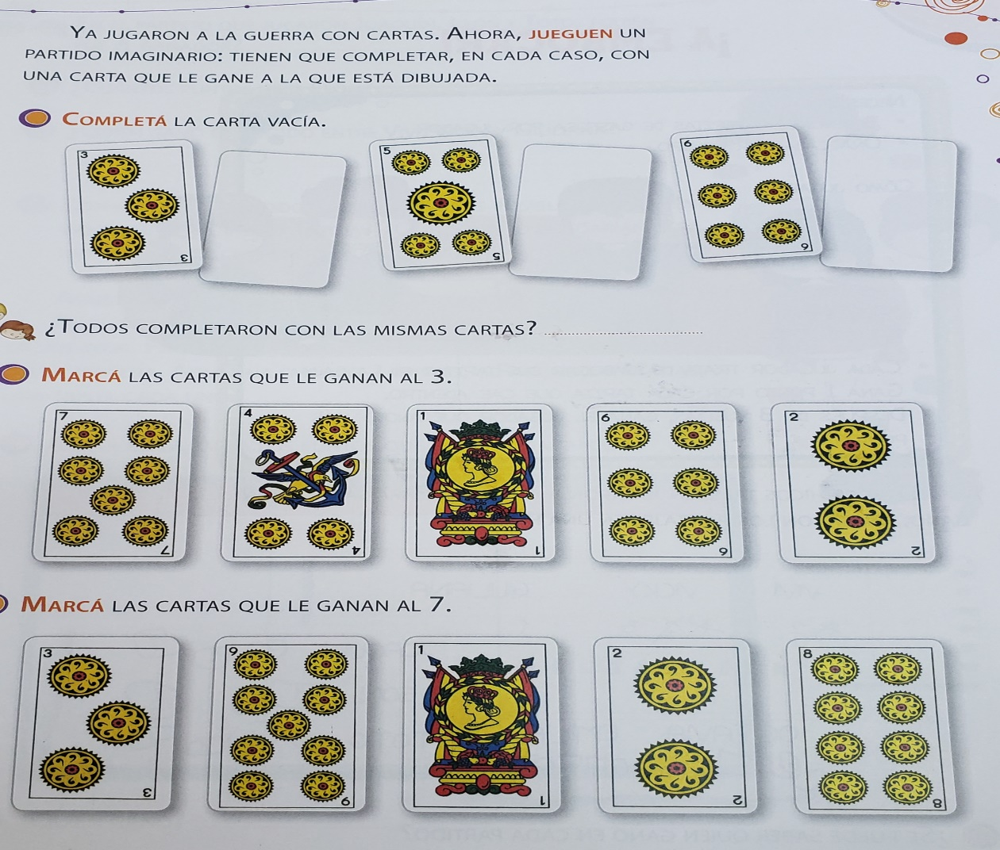 YA JUGARON A LA GUERRA CON CARTAS. AHORA, JUEGUEN UN
PARTIDO IMAGINARIO: TIENEN QUE COMPLETAR, EN CADA CASO, CON
UNA CARTA QUE LE GANE A LA QUE ESTÁ DIBUJADA.
COMPLETÁ LA CARTA VACÍA.
3 5 6
3 5 6
¿TODOS COMPLETARON CON LAS MISMAS CARTAS?
MARCÁ LAS CARTAS QUE LE GANAN AL 3.
7 4 1 6 2
7 4 1 6 2
MARCÁ LAS CARTAS QUE LE GANAN AL 7.
3 9 1 2 8
3 9 1 2 8